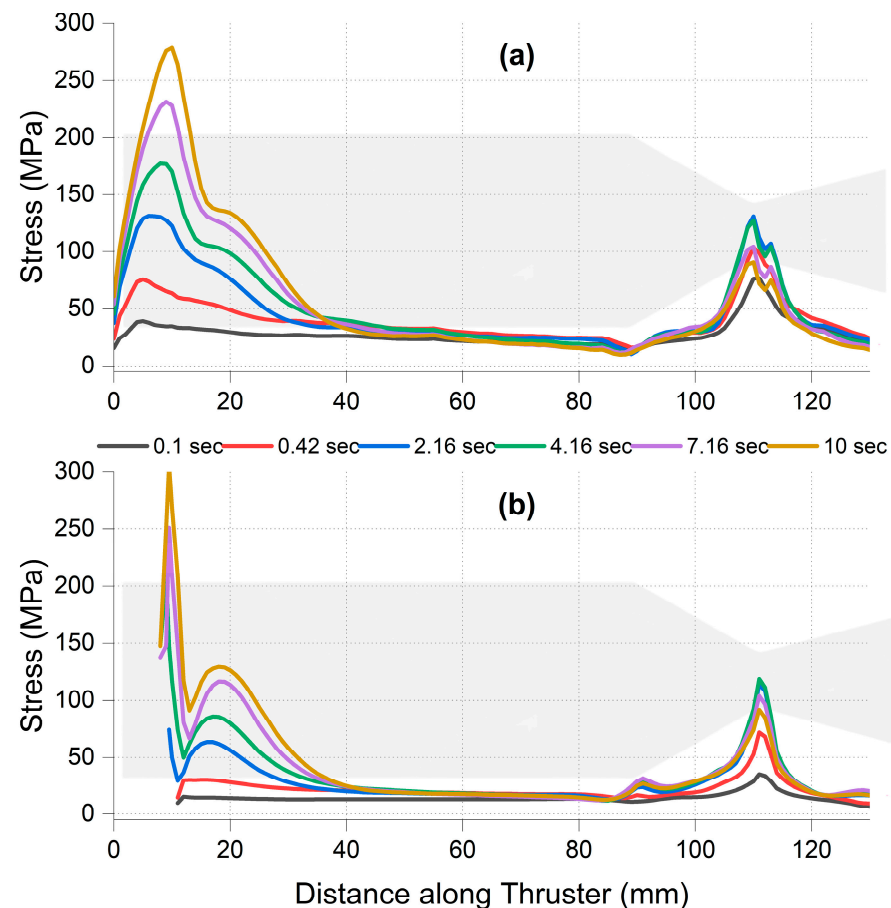 (a)
Stress (MPa)
300
250
200
150
100
50
0
0 20 40 60 80 100 120
0.1 sec 0.42 sec 2.16 sec 4.16 sec 7.16 sec 10 sec
(b)
Stress (MPa)
300
250
200
150
100
50
0
0 20 40 60 80 100 120
Distance along Thruster (mm)